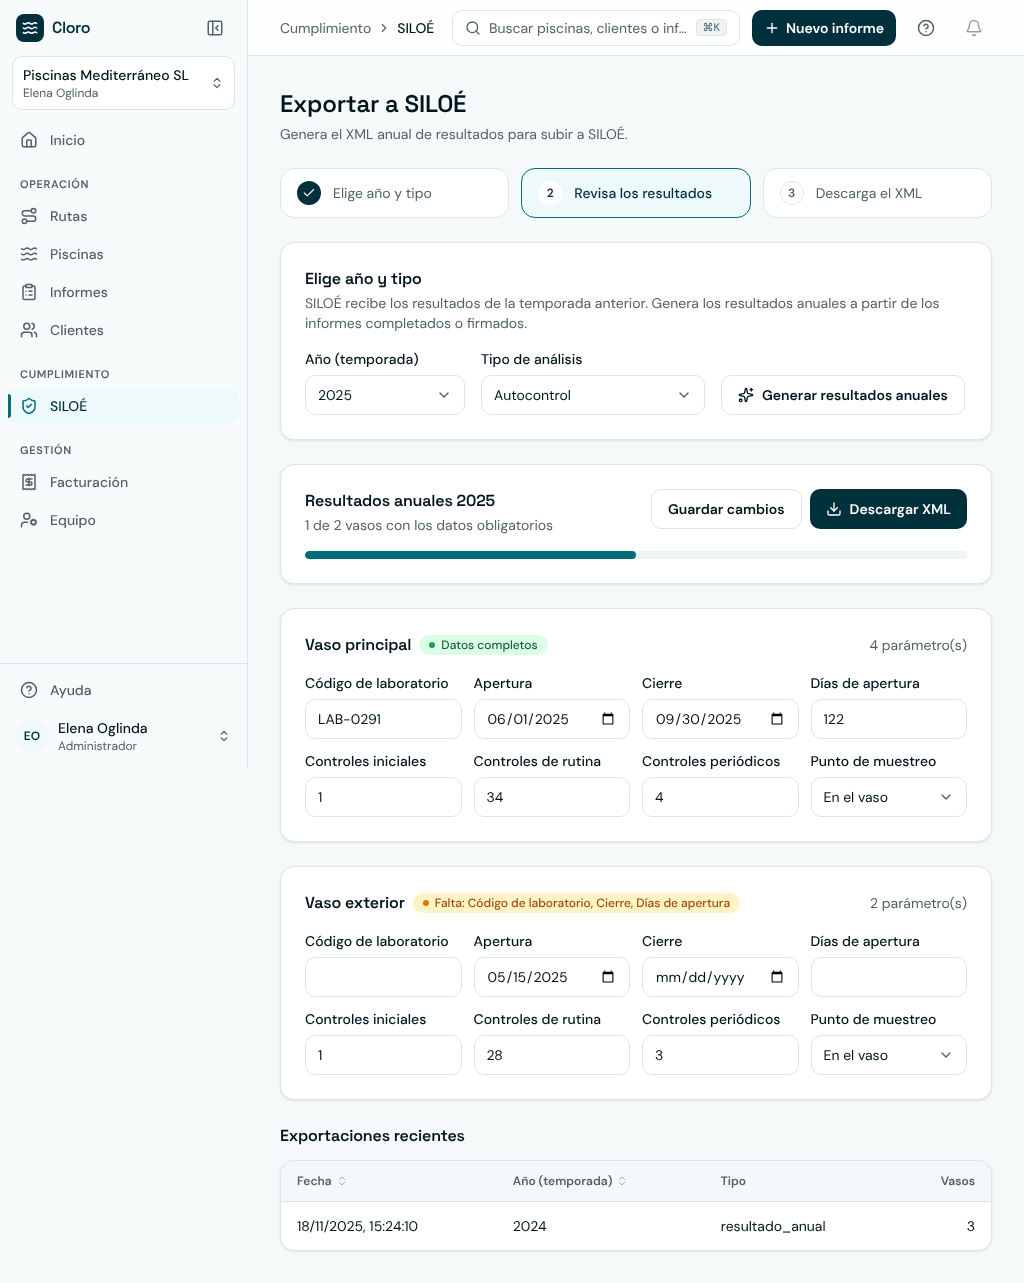 Cloro
Piscinas Mediterráneo SL
Elena Oglinda
Inicio
OPERACIÓN
Rutas
Piscinas
Informes
Clientes
CUMPLIMIENTO
SILOÉ
GESTIÓN
Facturación
Equipo
Ayuda
EO
Elena Oglinda
Administrador
Cumplimiento > SILOÉ
Buscar piscinas, clientes o inf... ⌘K
+ Nuevo informe
Exportar a SILOÉ
Genera el XML anual de resultados para subir a SILOÉ.
Elige año y tipo
2 Revisa los resultados
3 Descarga el XML
Elige año y tipo
SILOÉ recibe los resultados de la temporada anterior. Genera los resultados anuales a partir de los
informes completados o firmados.
Año (temporada) Tipo de análisis
2025 Autocontrol Generar resultados anuales
Resultados anuales 2025
1 de 2 vasos con los datos obligatorios
Guardar cambios Descargar XML
Vaso principal Datos completos 4 parámetro(s)
Código de laboratorio Apertura Cierre Días de apertura
LAB-0291 06/01/2025 09/30/2025 122
Controles iniciales Controles de rutina Controles periódicos Punto de muestreo
1 34 4 En el vaso
Vaso exterior Falta: Código de laboratorio, Cierre, Días de apertura 2 parámetro(s)
Código de laboratorio Apertura Cierre Días de apertura
05/15/2025 mm/dd/yyyy
Controles iniciales Controles de rutina Controles periódicos Punto de muestreo
1 28 3 En el vaso
Exportaciones recientes
Fecha Año (temporada) Tipo Vasos
18/11/2025, 15:24:10 2024 resultado_anual 3